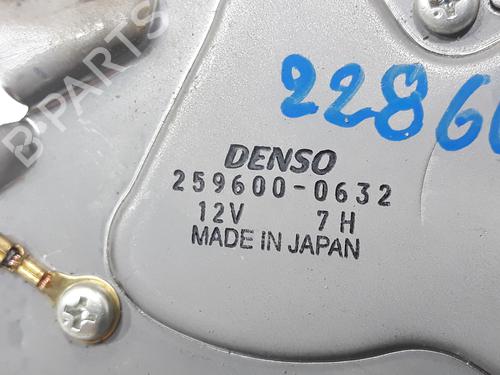 2286
DENSO
259600-0632
12V 7H
MADE IN JAPAN
B-PARTS